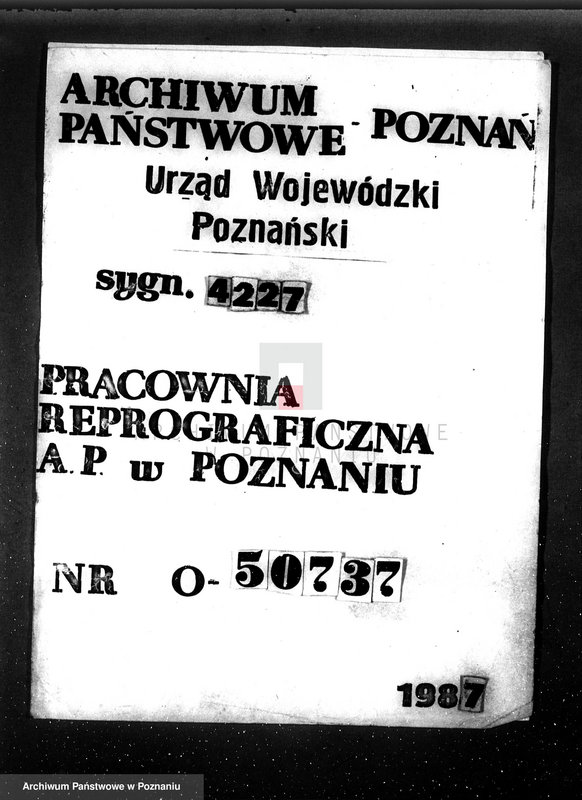 ARCHIWUM
PAŃSTWOWE - POZNAŃ
Urząd Wojewódzki
Poznański
sygn. 4227
PRACOWNIA
REPROGRAFICZNA
A.P. w POZNANIU
NR O-50737
1987
Archiwum Państwowe w Poznaniu